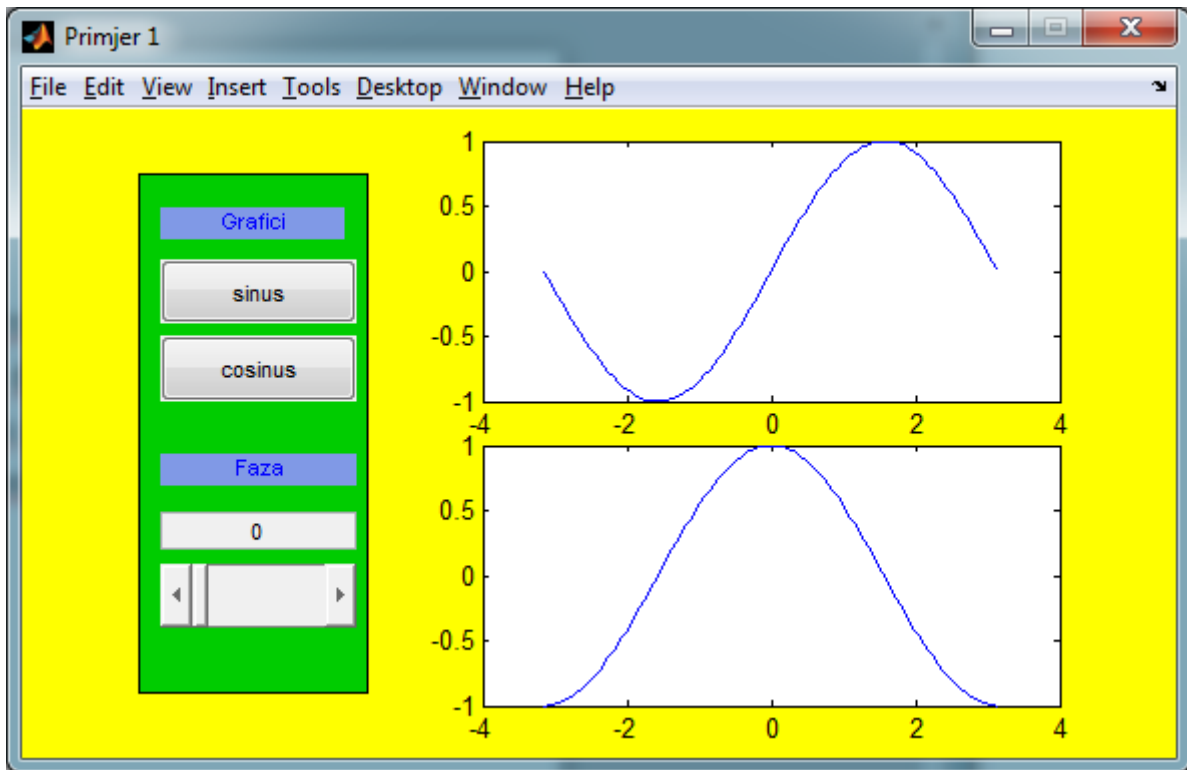 Primjer 1
File Edit View Insert Tools Desktop Window Help
Grafici
sinus
cosinus
Faza
0
1
0.5
0
-0.5
-1
-4 -2 0 2 4
1
0.5
0
-0.5
-1
-4 -2 0 2 4